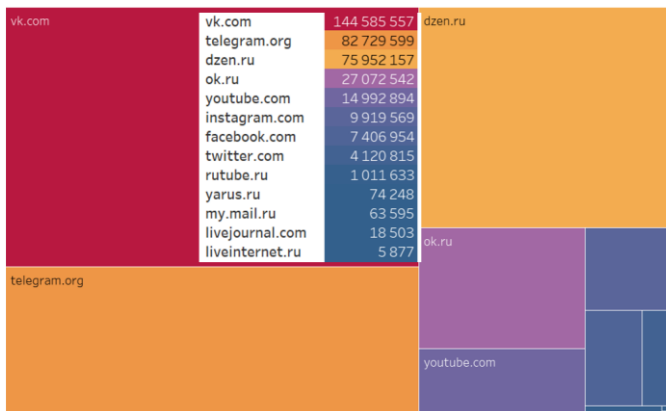 vk.com
vk.com 144 585 557
telegram.org 82 729 599
dzen.ru 75 952 157
ok.ru 27 072 542
youtube.com 14 992 894
instagram.com 9 919 569
facebook.com 7 406 954
twitter.com 4 120 815
rutube.ru 1 011 633
yarus.ru 74 248
my.mail.ru 63 595
livejournal.com 18 503
liveinternet.ru 5 877
dzen.ru
ok.ru
telegram.org
youtube.com